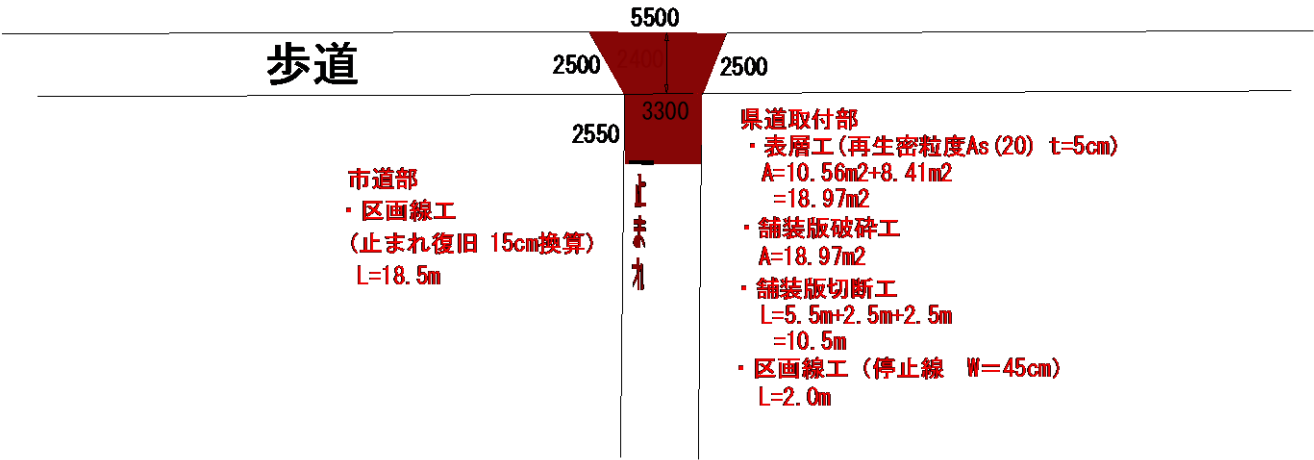 5500
歩道
2500
2400
2500
3300
2550
県道取付部
・表層工(再生密粒度As(20) t=5cm)
A=10.56m2+8.41m2
=18.97m2
・舗装版破砕工
A=18.97m2
・舗装版切断工
L=5.5m+2.5m+2.5m
=10.5m
・区画線工（停止線　W＝45cm）
L=2.0m
市道部
・区画線工
(止まれ復旧 15cm換算)
L=18.5m
止まれ